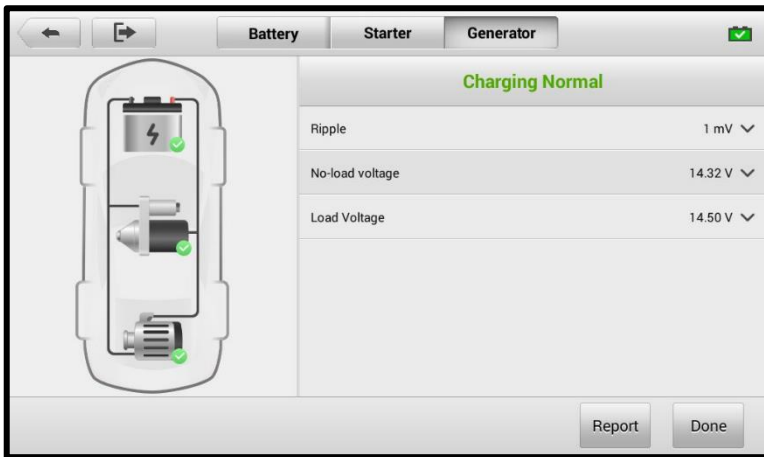 Battery Starter Generator
Charging Normal
Ripple 1 mV
No-load voltage 14.32 V
Load Voltage 14.50 V
Report Done